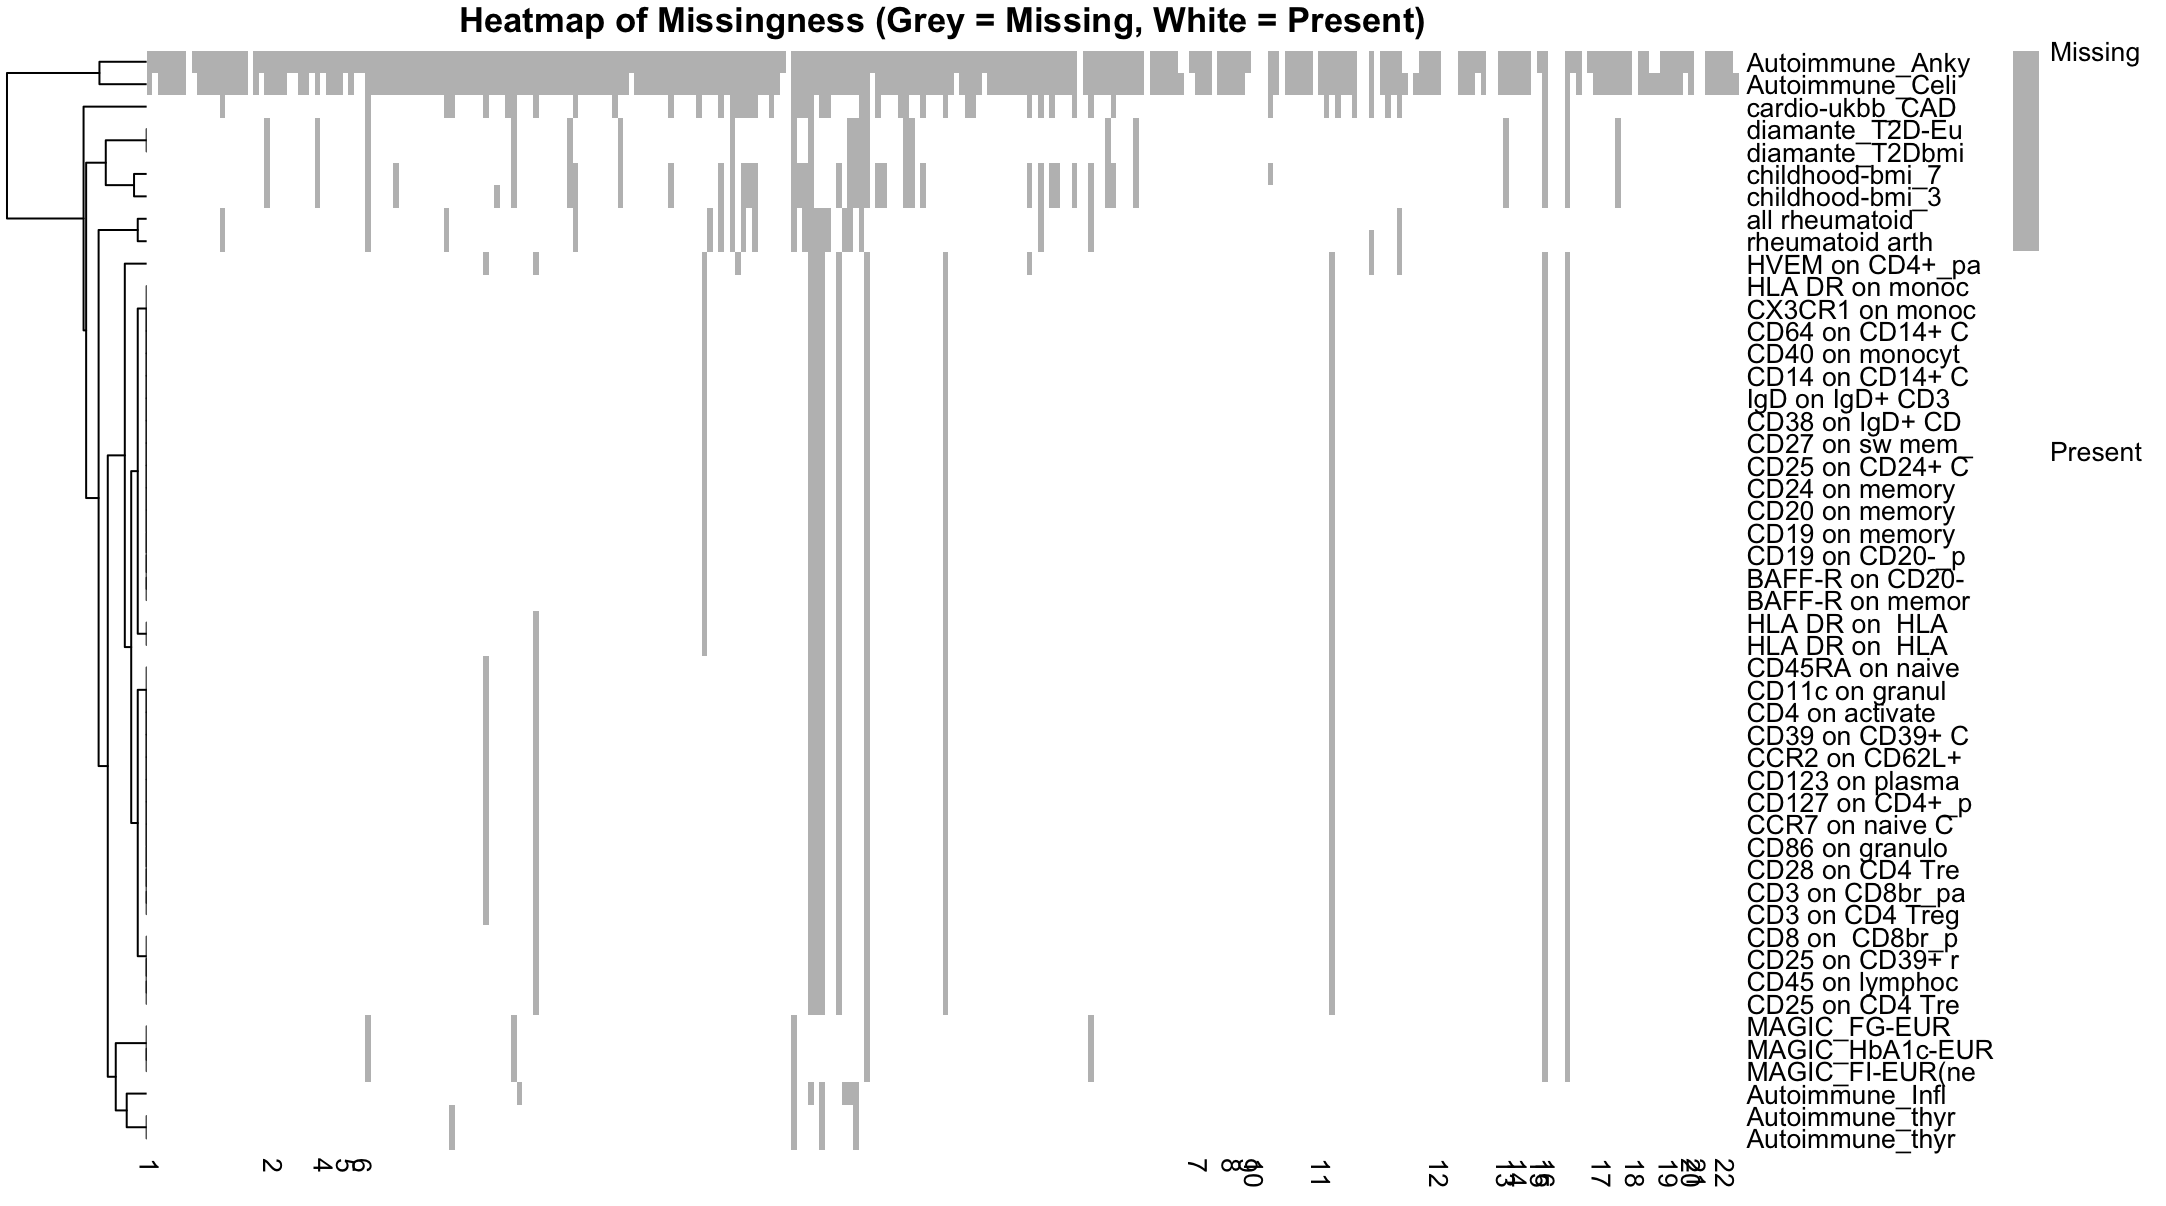 Heatmap of Missingness (Grey = Missing, White = Present)
Missing
Present
Autoimmune_Anky
Autoimmune_Celi
cardio-ukbb_CAD
diamante_T2D-Eu
diamante_T2Dbmi
childhood-bmi_7
childhood-bmi_3
all rheumatoid
rheumatoid arth
HVEM on CD4+_pa
HLA DR on monoc
CX3CR1 on monoc
CD64 on CD14+ C
CD40 on monocyt
CD14 on CD14+ C
IgD on IgD+ CD3
CD38 on IgD+ CD
CD27 on sw mem_
CD25 on CD24+ C
CD24 on memory
CD20 on memory
CD19 on memory
CD19 on CD20-_p
BAFF-R on CD20-
BAFF-R on memor
HLA DR on  HLA
HLA DR on  HLA
CD45RA on naive
CD11c on granul
CD4 on activate
CD39 on CD39+ C
CCR2 on CD62L+
CD123 on plasma
CD127 on CD4+_p
CCR7 on naive C
CD86 on granulo
CD28 on CD4 Tre
CD3 on CD8br_pa
CD3 on CD4 Treg
CD8 on  CD8br_p
CD25 on CD39+ r
CD45 on lymphoc
CD25 on CD4 Tre
MAGIC_FG-EUR
MAGIC_HbA1c-EUR
MAGIC_FI-EUR(ne
Autoimmune_Infl
Autoimmune_thyr
Autoimmune_thyr
1
2
4
5
6
7
8
9
10
11
12
13
14
15
16
17
18
19
20
21
22